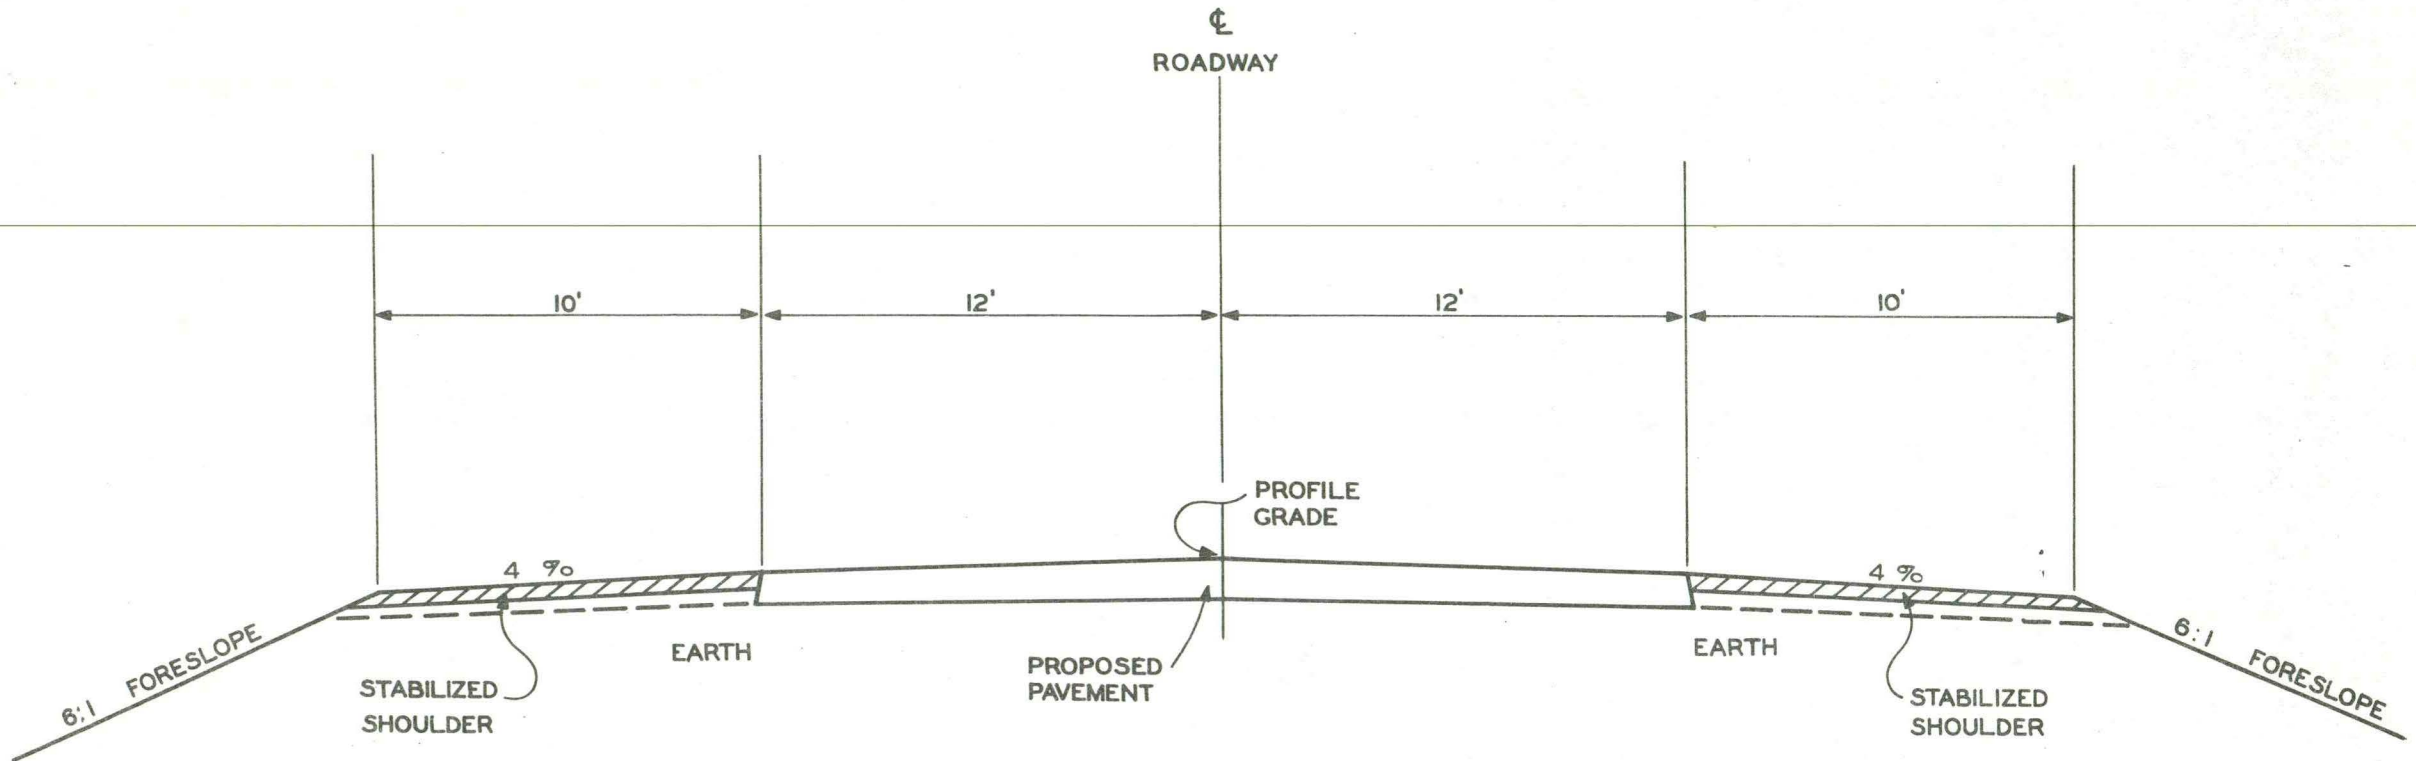 ℄
ROADWAY
10'
12'
12'
10'
PROFILE
GRADE
4 %
4 %
6:1 FORESLOPE
EARTH
EARTH
6:1 FORESLOPE
STABILIZED
SHOULDER
PROPOSED
PAVEMENT
STABILIZED
SHOULDER